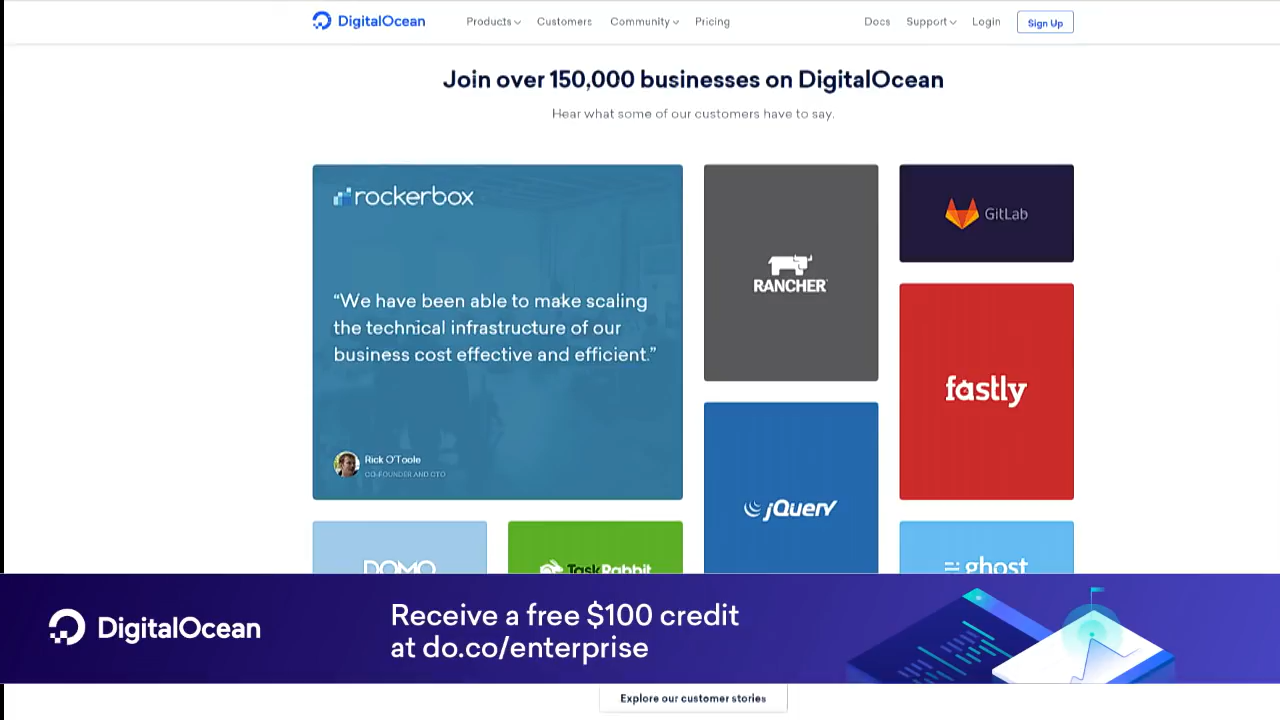 DigitalOcean
Products
Customers
Community
Pricing
Docs
Support
Login
Sign Up
Join over 150,000 businesses on DigitalOcean
Hear what some of our customers have to say.
rockerbox
“We have been able to make scaling
the technical infrastructure of our
business cost effective and efficient.”
Rick O'Toole
CO-FOUNDER AND CTO
RANCHER
GitLab
fastly
jQuery
DOMO
TaskRabbit
ghost
DigitalOcean
Receive a free $100 credit
at do.co/enterprise
Explore our customer stories